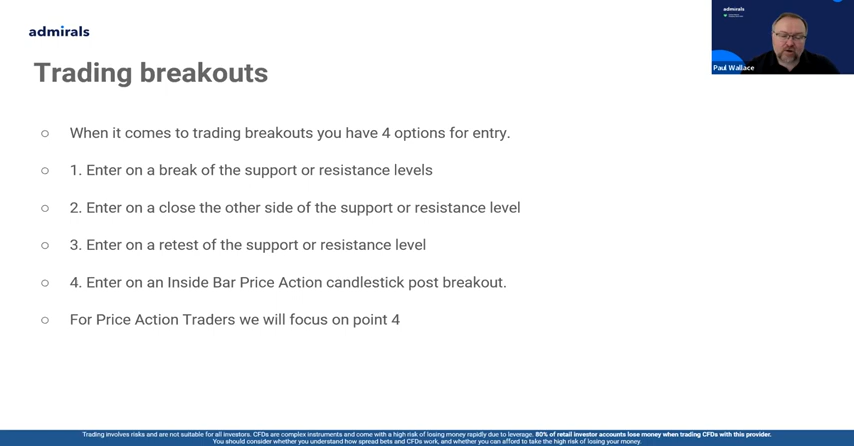 admirals
admirals
Paul Wallace
Trading breakouts
When it comes to trading breakouts you have 4 options for entry.
1. Enter on a break of the support or resistance levels
2. Enter on a close the other side of the support or resistance level
3. Enter on a retest of the support or resistance level
4. Enter on an Inside Bar Price Action candlestick post breakout.
For Price Action Traders we will focus on point 4
Trading involves risks and are not suitable for all investors. CFDs are complex instruments and come with a high risk of losing money rapidly due to leverage. 80% of retail investor accounts lose money when trading CFDs with this provider.
You should consider whether you understand how spread bets and CFDs work, and whether you can afford to take the high risk of losing your money.